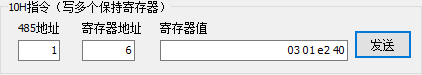 10H指令（写多个保持寄存器）
485地址 寄存器地址 寄存器值
1 6 03 01 e2 40 发送